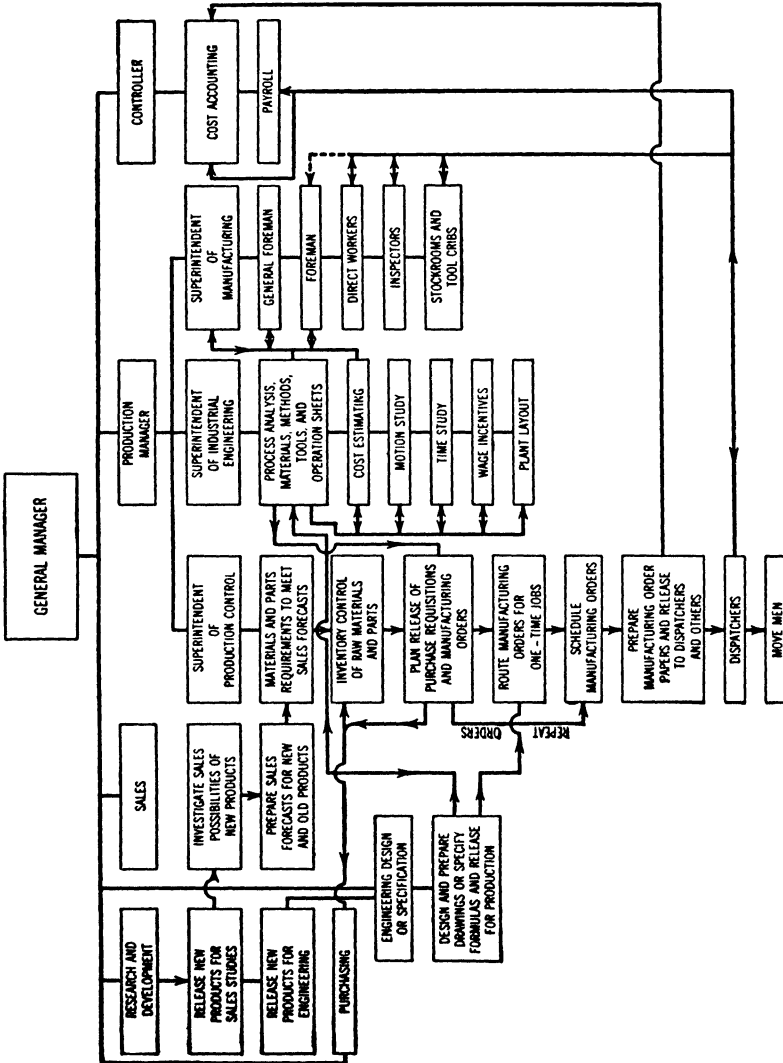 GENERAL MANAGER
RESEARCH AND
DEVELOPMENT
SALES
PRODUCTION
MANAGER
CONTROLLER
RELEASE NEW
PRODUCTS FOR
SALES STUDIES
INVESTIGATE SALES
POSSIBILITIES OF
NEW PRODUCTS
SUPERINTENDENT
OF
PRODUCTION CONTROL
SUPERINTENDENT
OF INDUSTRIAL
ENGINEERING
SUPERINTENDENT
OF
MANUFACTURING
COST ACCOUNTING
RELEASE NEW
PRODUCTS FOR
ENGINEERING
PREPARE SALES
FORECASTS FOR NEW
AND OLD PRODUCTS
MATERIALS AND PARTS
REQUIREMENTS TO MEET
SALES FORECASTS
PROCESS ANALYSIS,
MATERIALS, METHODS,
TOOLS, AND
OPERATION SHEETS
GENERAL FOREMAN
PAYROLL
PURCHASING
INVENTORY CONTROL
OF RAW MATERIALS
AND PARTS
FOREMAN
COST ESTIMATING
DIRECT WORKERS
ENGINEERING DESIGN
OR SPECIFICATION
PLAN RELEASE OF
PURCHASE REQUISITIONS
AND MANUFACTURING
ORDERS
MOTION STUDY
INSPECTORS
DESIGN AND PREPARE
DRAWINGS OR SPECIFY
FORMULAS AND RELEASE
FOR PRODUCTION
REPEAT
ORDERS
ROUTE MANUFACTURING
ORDERS FOR
ONE-TIME JOBS
TIME STUDY
STOCKROOMS AND
TOOL CRIBS
WAGE INCENTIVES
PLANT LAYOUT
SCHEDULE
MANUFACTURING ORDERS
PREPARE
MANUFACTURING ORDER
PAPERS AND RELEASE
TO DISPATCHERS
AND OTHERS
DISPATCHERS
MOVE MEN